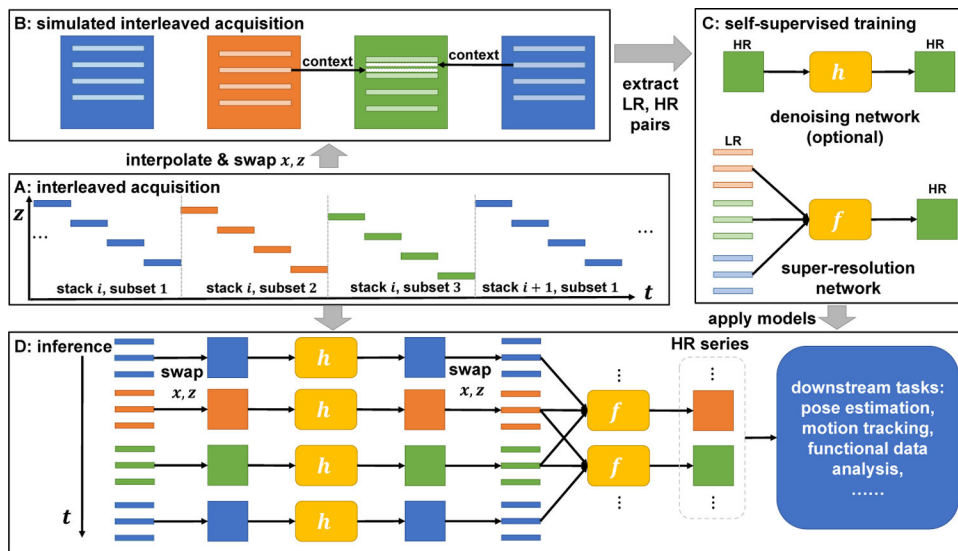 B: simulated interleaved acquisition
context
context
extract
LR, HR
pairs
C: self-supervised training
HR
h
HR
denoising network
(optional)
LR
f
HR
super-resolution
network
interpolate & swap x, z
A: interleaved acquisition
z
...
...
stack i, subset 1
stack i, subset 2
stack i, subset 3
stack i + 1, subset 1
t
apply models
D: inference
t
swap
x, z
h
h
h
h
swap
x, z
⋮
f
f
⋮
HR series
⋮
⋮
downstream tasks:
pose estimation,
motion tracking,
functional data
analysis,
......